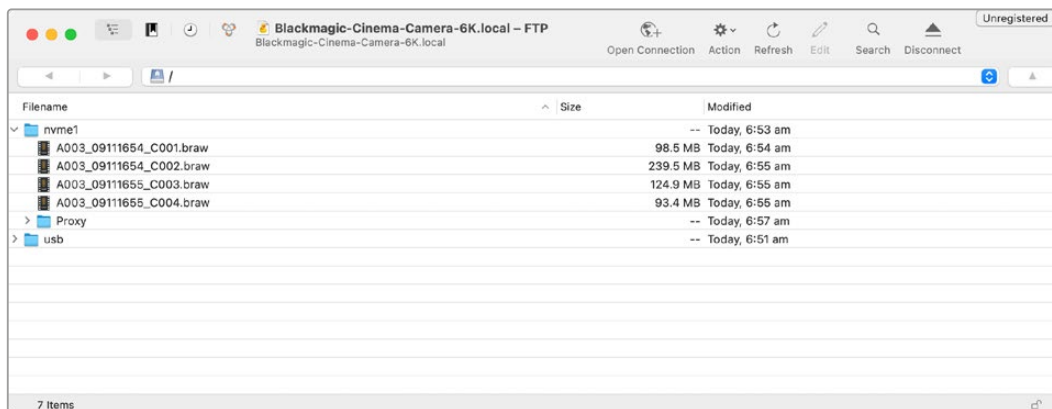 Unregistered
Blackmagic-Cinema-Camera-6K.local – FTP
Blackmagic-Cinema-Camera-6K.local
Open Connection Action Refresh Edit Search Disconnect
/
Filename Size Modified
nvme1 -- Today, 6:53 am
A003_09111654_C001.braw 98.5 MB Today, 6:54 am
A003_09111654_C002.braw 239.5 MB Today, 6:55 am
A003_09111655_C003.braw 124.9 MB Today, 6:55 am
A003_09111655_C004.braw 93.4 MB Today, 6:55 am
Proxy -- Today, 6:57 am
usb -- Today, 6:51 am
7 Items